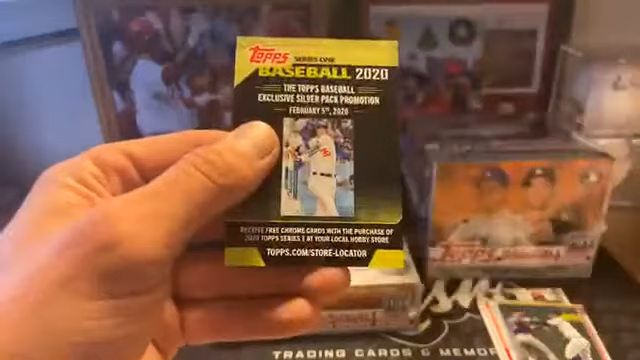 Topps SERIES ONE
BASEBALL 2020
THE TOPPS BASEBALL
EXCLUSIVE SILVER PACK PROMOTION
FEBRUARY 5TH, 2020
RECEIVE FREE CHROME CARDS WITH THE PURCHASE OF
2020 TOPPS SERIES 1 AT YOUR LOCAL HOBBY STORE
TOPPS.COM/STORE-LOCATOR
Topps
TRADING CARDS & MEMOR